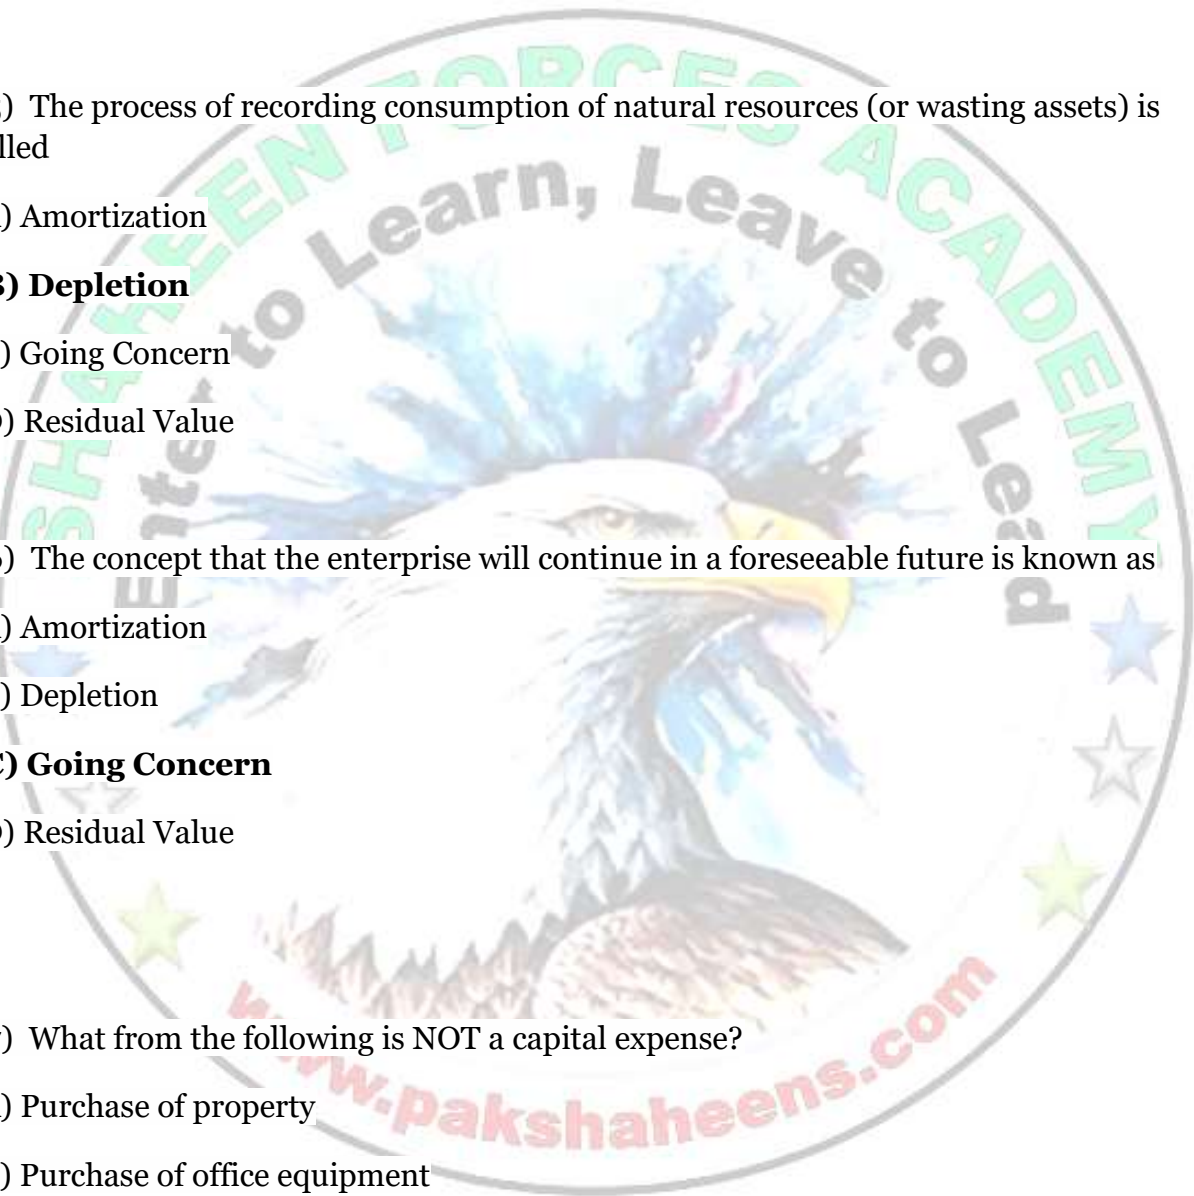 ) The process of recording consumption of natural resources (or wasting assets) is
lled
) Amortization
) Depletion
) Going Concern
) Residual Value
) The concept that the enterprise will continue in a foreseeable future is known as
) Amortization
) Depletion
) Going Concern
) Residual Value
) What from the following is NOT a capital expense?
) Purchase of property
) Purchase of office equipment
SHAHEEN FORCES ACADEMY
Enter to Learn, Leave to Lead
www.pakshaheens.com